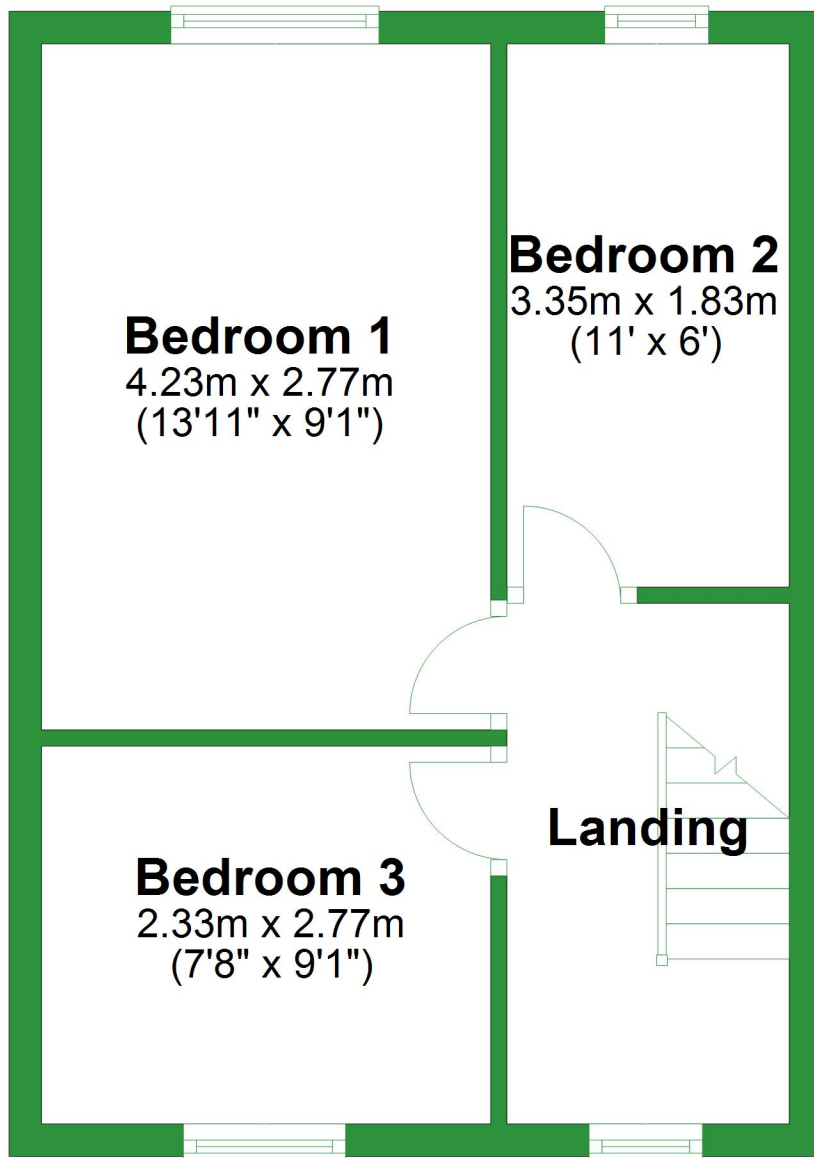 Bedroom 1
4.23m x 2.77m
(13'11" x 9'1")
Bedroom 2
3.35m x 1.83m
(11' x 6')
Bedroom 3
2.33m x 2.77m
(7'8" x 9'1")
Landing